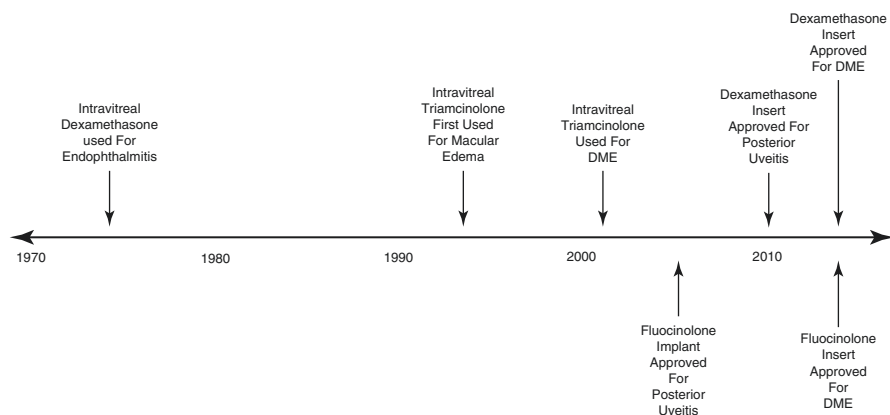 Dexamethasone
Insert
Approved
For DME
Intravitreal
Dexamethasone
used For
Endophthalmitis
Intravitreal
Triamcinolone
First Used
For Macular
Edema
Intravitreal
Triamcinolone
Used For
DME
Dexamethasone
Insert
Approved For
Posterior
Uveitis
1970
1980
1990
2000
2010
Fluocinolone
Implant
Approved
For
Posterior
Uveitis
Fluocinolone
Insert
Approved
For
DME